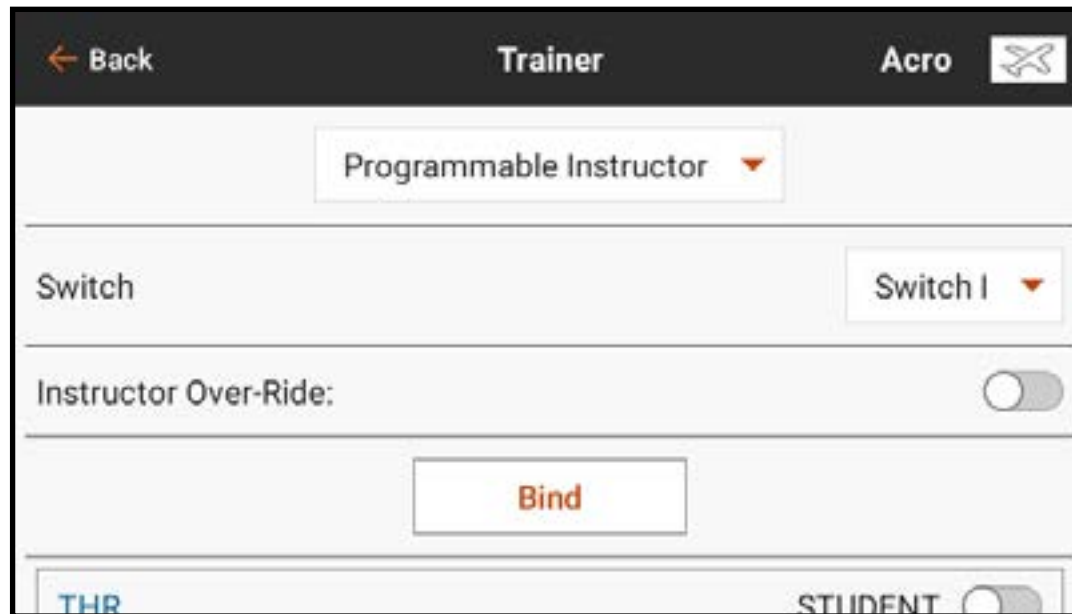 Back Trainer Acro
Programmable Instructor
Switch Switch I
Instructor Over-Ride:
Bind
THR STUDENT